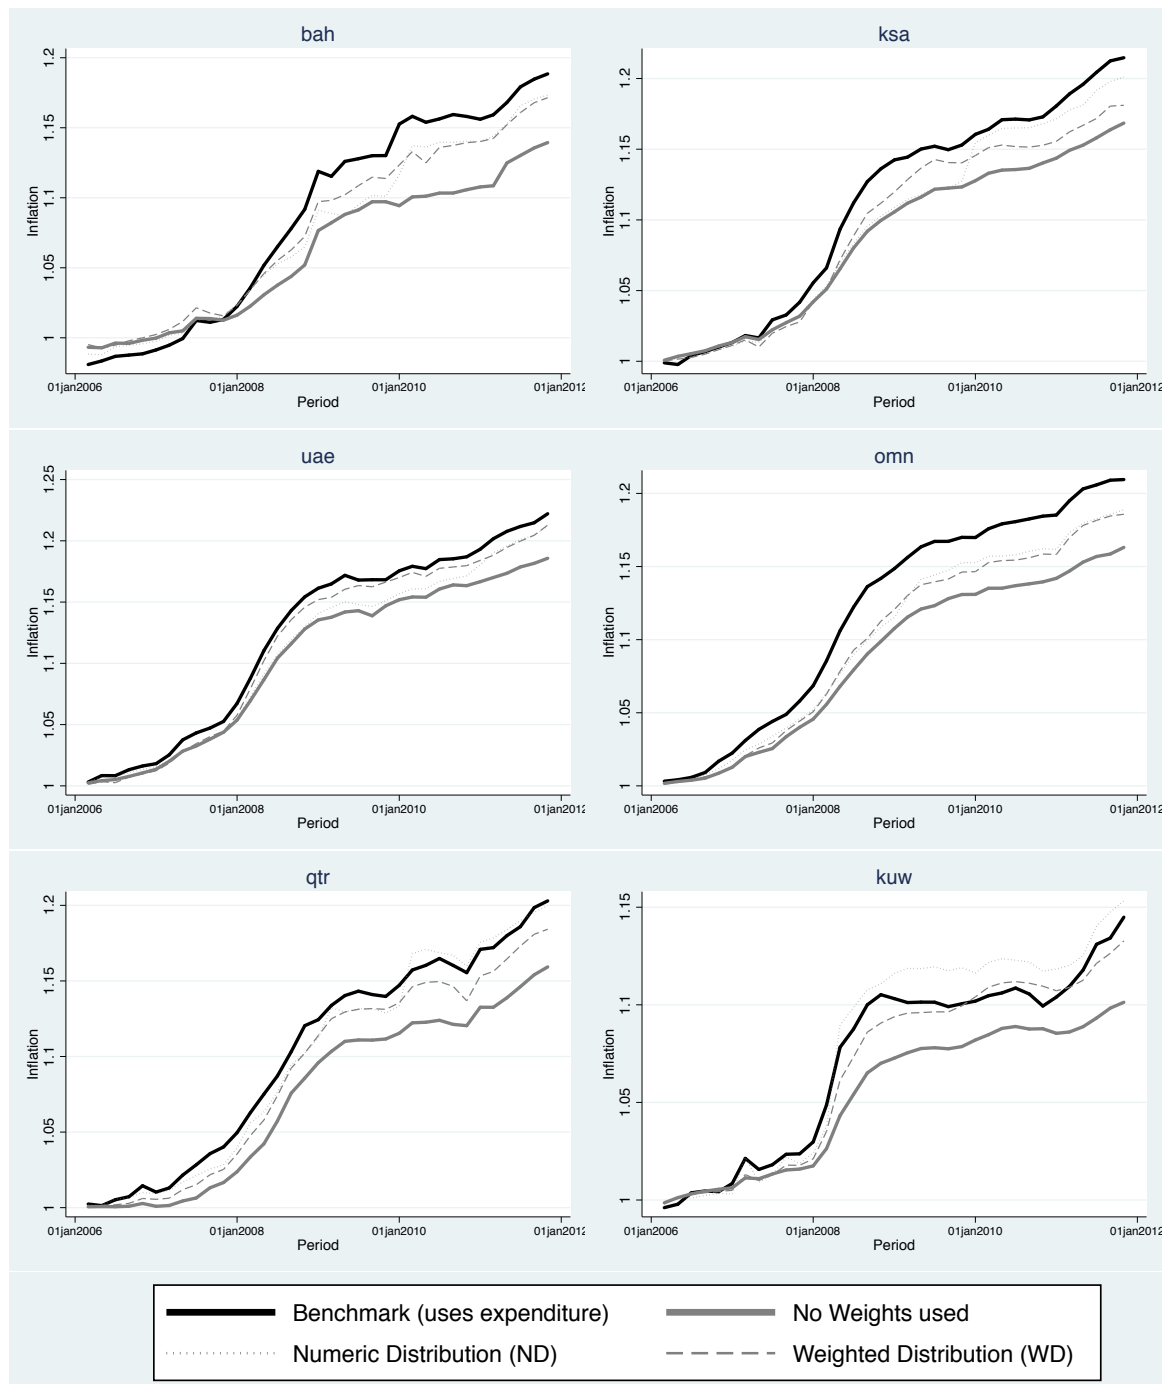 bah
Inflation
1.2
1.15
1.1
1.05
1
01jan2006 01jan2008 01jan2010 01jan2012
Period
ksa
Inflation
1.2
1.15
1.1
1.05
1
01jan2006 01jan2008 01jan2010 01jan2012
Period
uae
Inflation
1.25
1.2
1.15
1.1
1.05
1
01jan2006 01jan2008 01jan2010 01jan2012
Period
omn
Inflation
1.2
1.15
1.1
1.05
1
01jan2006 01jan2008 01jan2010 01jan2012
Period
qtr
Inflation
1.2
1.15
1.1
1.05
1
01jan2006 01jan2008 01jan2010 01jan2012
Period
kuw
Inflation
1.15
1.1
1.05
1
01jan2006 01jan2008 01jan2010 01jan2012
Period
Benchmark (uses expenditure) No Weights used
Numeric Distribution (ND) Weighted Distribution (WD)